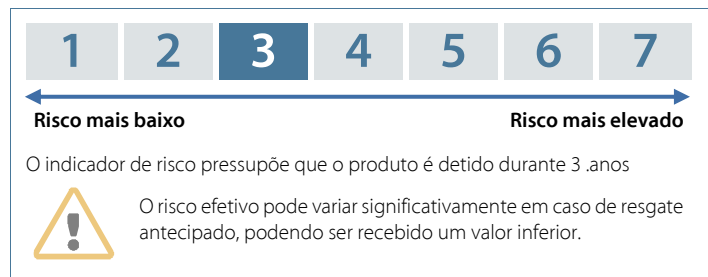 1 2 3 4 5 6 7
Risco mais baixo Risco mais elevado
O indicador de risco pressupõe que o produto é detido durante 3 .anos
O risco efetivo pode variar significativamente em caso de resgate
antecipado, podendo ser recebido um valor inferior.